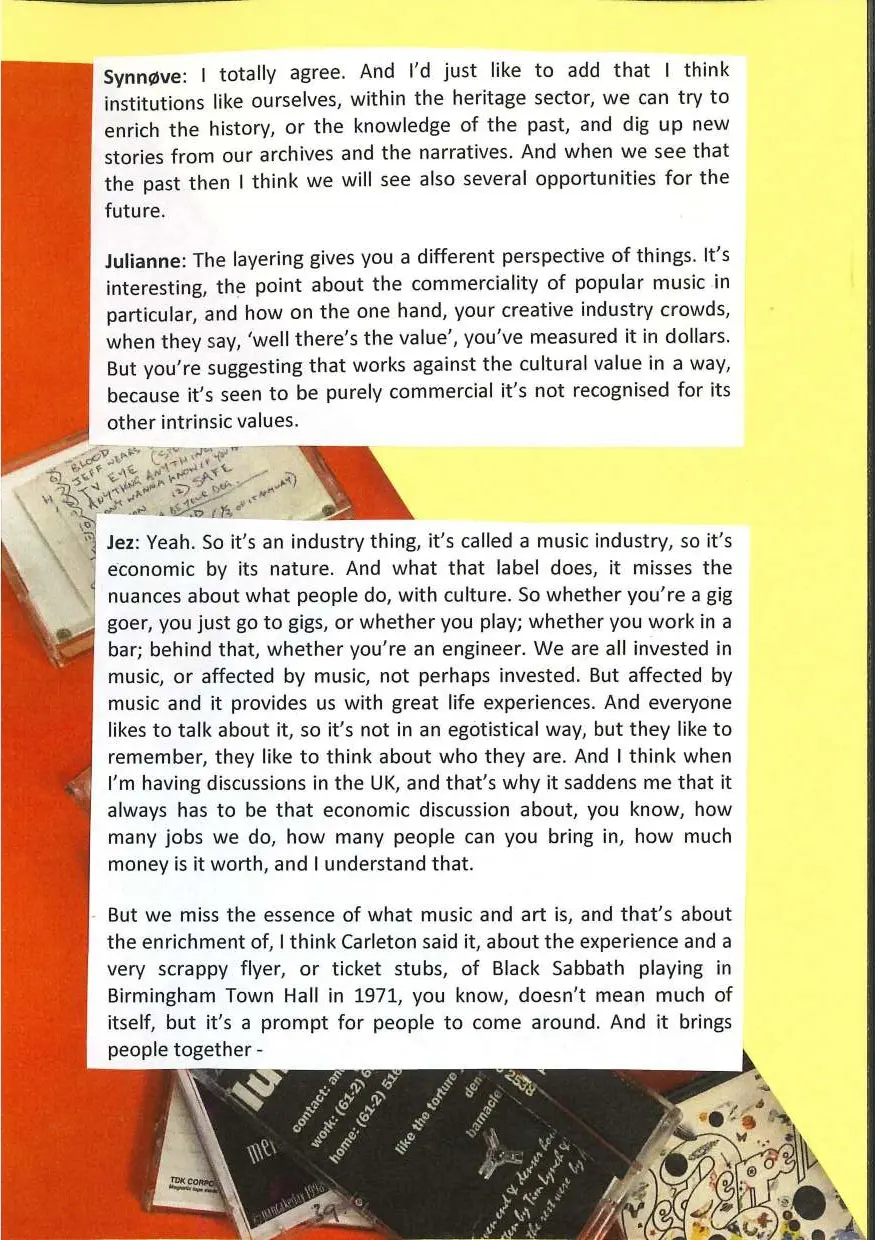 Synnøve: I totally agree. And I'd just like to add that I think
institutions like ourselves, within the heritage sector, we can try to
enrich the history, or the knowledge of the past, and dig up new
stories from our archives and the narratives. And when we see that
the past then I think we will see also several opportunities for the
future.
Julianne: The layering gives you a different perspective of things. It's
interesting, the point about the commerciality of popular music in
particular, and how on the one hand, your creative industry crowds,
when they say, 'well there's the value', you've measured it in dollars.
But you're suggesting that works against the cultural value in a way,
because it's seen to be purely commercial it's not recognised for its
other intrinsic values.
BLOOD
JEFF WEARS
TV EYE
ANYTHING ANYTHING
WANNA KNOW IF YOU
12) SAFE
BE YOUR DOG
Jez: Yeah. So it's an industry thing, it's called a music industry, so it's
economic by its nature. And what that label does, it misses the
nuances about what people do, with culture. So whether you're a gig
goer, you just go to gigs, or whether you play; whether you work in a
bar; behind that, whether you're an engineer. We are all invested in
music, or affected by music, not perhaps invested. But affected by
music and it provides us with great life experiences. And everyone
likes to talk about it, so it's not in an egotistical way, but they like to
remember, they like to think about who they are. And I think when
I'm having discussions in the UK, and that's why it saddens me that it
always has to be that economic discussion about, you know, how
many jobs we do, how many people can you bring in, how much
money is it worth, and I understand that.
But we miss the essence of what music and art is, and that's about
the enrichment of, I think Carleton said it, about the experience and a
very scrappy flyer, or ticket stubs, of Black Sabbath playing in
Birmingham Town Hall in 1971, you know, doesn't mean much of
itself, but it's a prompt for people to come around. And it brings
people together -
contact:
work: (61-2)
home: (61-2) 516
like the torture
den
barnacle
2538
TDK CORPO